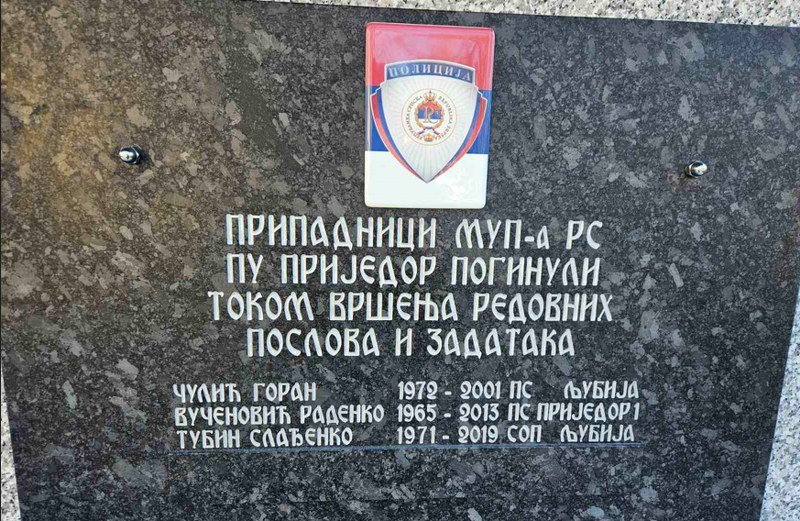 ПОЛИЦИЈА
ПРИПАДНИЦИ МУП-а РС
ПУ ПРИЈЕДОР ПОГИНУЛИ
ТОКОМ ВРШЕЊА РЕДОВНИХ
ПОСЛОВА И ЗАДАТАКА
ЧУЛИЋ ГОРАН 1972 - 2001 ПС ЉУБИЈА
ВУЧЕНОВИЋ РАДЕНКО 1965 - 2013 ПС ПРИЈЕДОР 1
ТУБИН СЛАЂЕНКО 1971 - 2019 СОП ЉУБИЈА